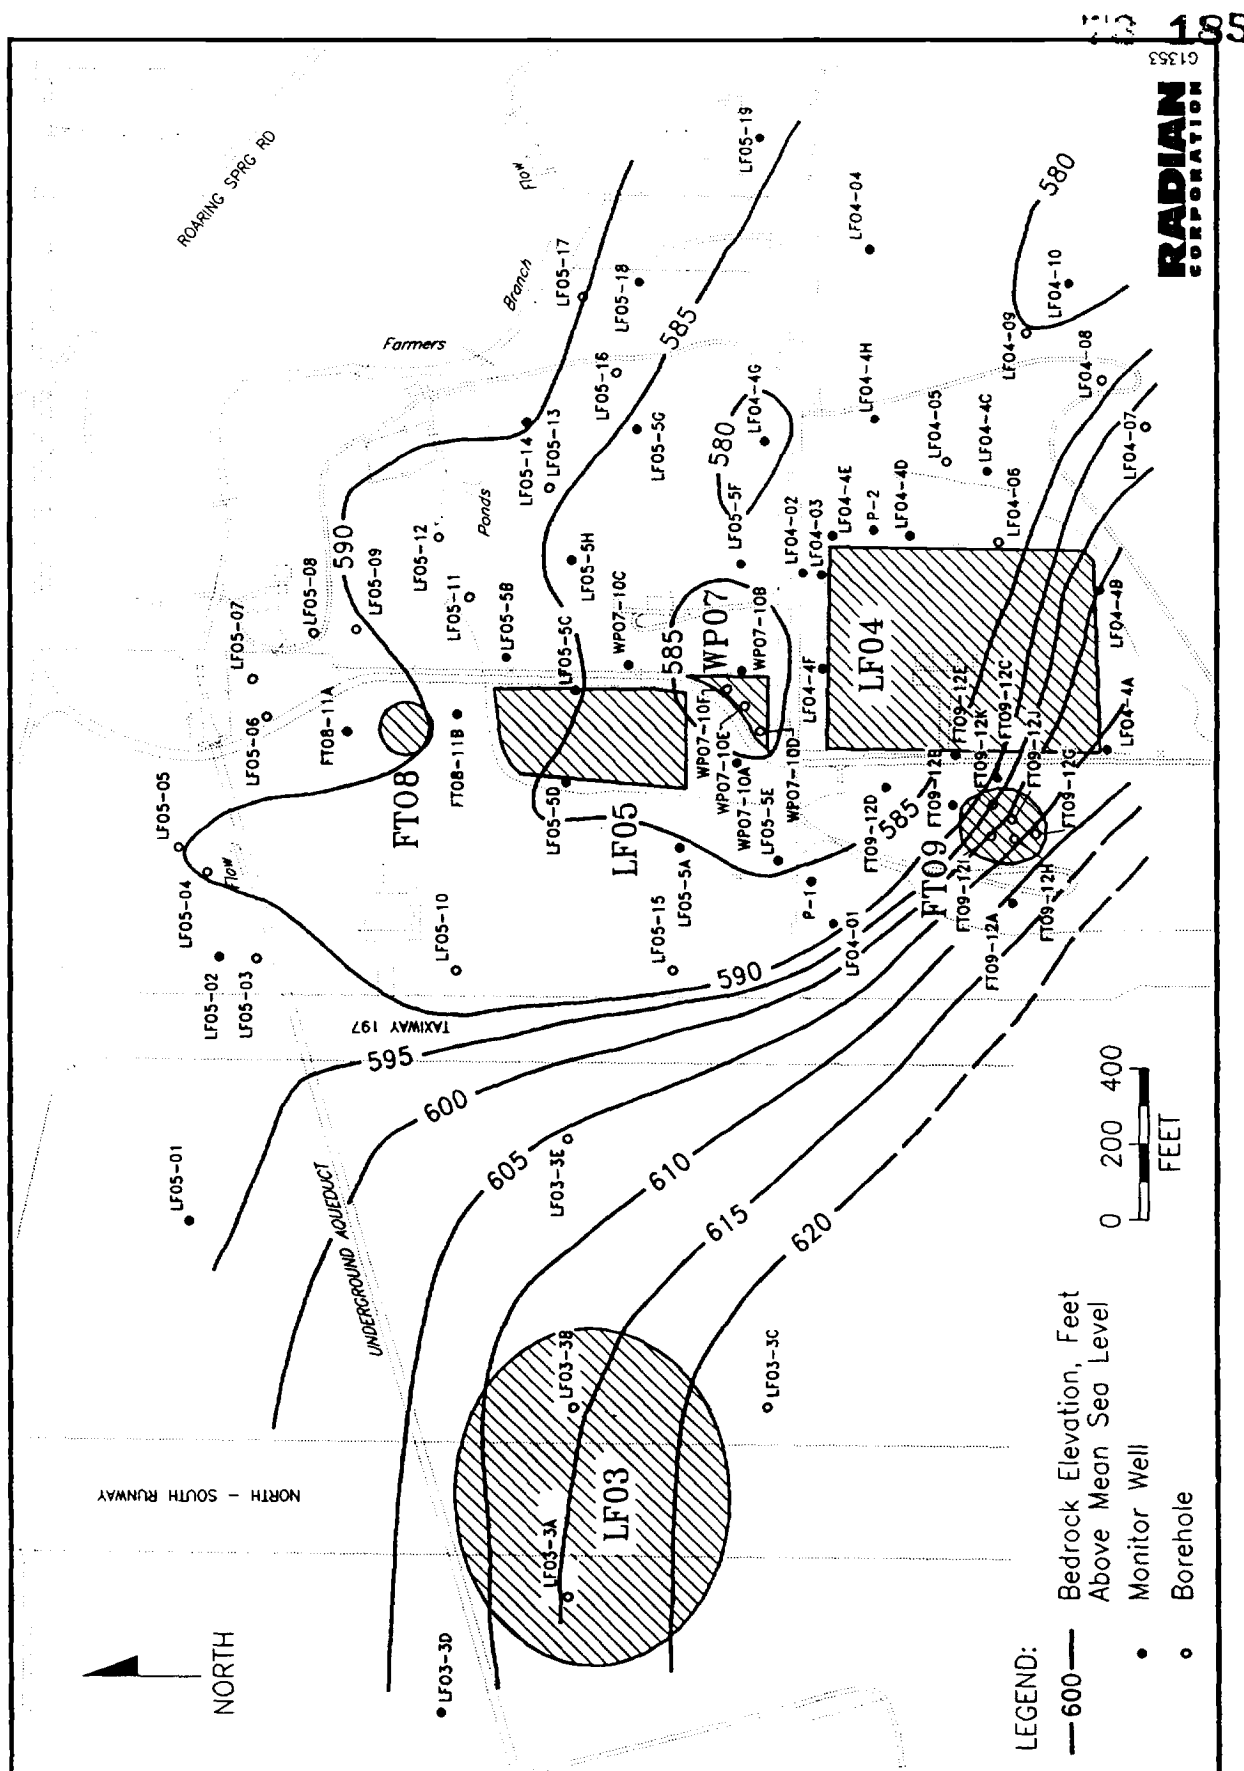 185
G1353
RADIAN
CORPORATION
ROARING SPRG RD
Flow
Branch
Farmers
Ponds
LF05-19
LF05-17
LF05-18
LF05-16
LF05-14
LF05-13
LF05-5G
LF05-12
LF05-11
LF05-5B
LF05-5H
LF05-5C
WP07-10C
LF05-5F
LF05-09
LF05-08
LF05-07
LF05-06
LF05-05
LF05-04
Flow
LF05-02
LF05-03
LF05-01
FT08-11A
FT08
FT08-11B
LF05-10
LF05-5D
LF05
LF05-5A
LF05-15
585
WP07
WP07-10B
WP07-10F
WP07-10E
WP07-10A
WP07-10D
LF05-5E
P-1
LF04-01
LF04-04
LF04-10
LF04-09
LF04-08
LF04-07
LF04-4H
LF04-4G
LF04-05
LF04-4C
LF04-06
LF04-4D
P-2
LF04-4E
LF04-03
LF04-02
LF04-4F
LF04
LF04-4B
LF04-4A
FT09-12E
FT09-12C
FT09-12K
FT09-12J
FT09-12B
FT09-12G
FT09-12D
FT09
FT09-12I
FT09-12H
FT09-12A
580
580
585
585
590
590
595
600
605
610
615
620
TAXIWAY 197
UNDERGROUND AQUEDUCT
NORTH - SOUTH RUNWAY
LF03-3E
LF03-3B
LF03-3C
LF03
LF03-3A
LF03-3D
NORTH
0 200 400
FEET
LEGEND:
600 Bedrock Elevation, Feet
Above Mean Sea Level
Monitor Well
Borehole